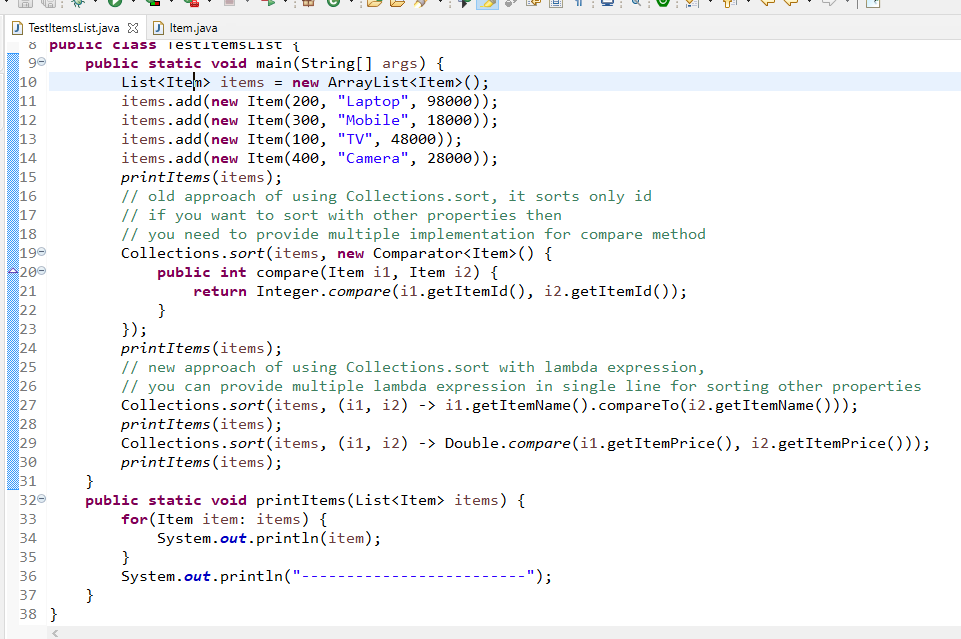 TestItemsList.java
Item.java
8 public class TestItemsList {
9 public static void main(String[] args) {
10 List<Item> items = new ArrayList<Item>();
11 items.add(new Item(200, "Laptop", 98000));
12 items.add(new Item(300, "Mobile", 18000));
13 items.add(new Item(100, "TV", 48000));
14 items.add(new Item(400, "Camera", 28000));
15 printItems(items);
16 // old approach of using Collections.sort, it sorts only id
17 // if you want to sort with other properties then
18 // you need to provide multiple implementation for compare method
19 Collections.sort(items, new Comparator<Item>() {
20 public int compare(Item i1, Item i2) {
21 return Integer.compare(i1.getItemId(), i2.getItemId());
22 }
23 });
24 printItems(items);
25 // new approach of using Collections.sort with lambda expression,
26 // you can provide multiple lambda expression in single line for sorting other properties
27 Collections.sort(items, (i1, i2) -> i1.getItemName().compareTo(i2.getItemName()));
28 printItems(items);
29 Collections.sort(items, (i1, i2) -> Double.compare(i1.getItemPrice(), i2.getItemPrice()));
30 printItems(items);
31 }
32 public static void printItems(List<Item> items) {
33 for(Item item: items) {
34 System.out.println(item);
35 }
36 System.out.println("-------------------------");
37 }
38 }